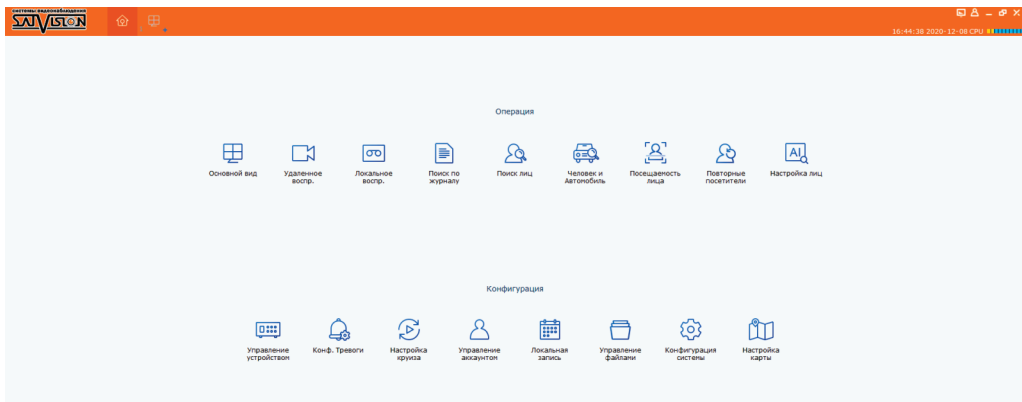 системы видеонаблюдения
SATVISION
16:44:38 2020-12-08 CPU
Операция
Основной вид
Удаленное
воспр.
Локальное
воспр.
Поиск по
журналу
Поиск лиц
Человек и
Автомобиль
Посещаемость
лица
Повторные
посетители
AI
Настройка лиц
Конфигурация
Управление
устройством
Конф. Тревоги
Настройка
круиза
Управление
аккаунтом
Локальная
запись
Управление
файлами
Конфигурация
системы
Настройка
карты